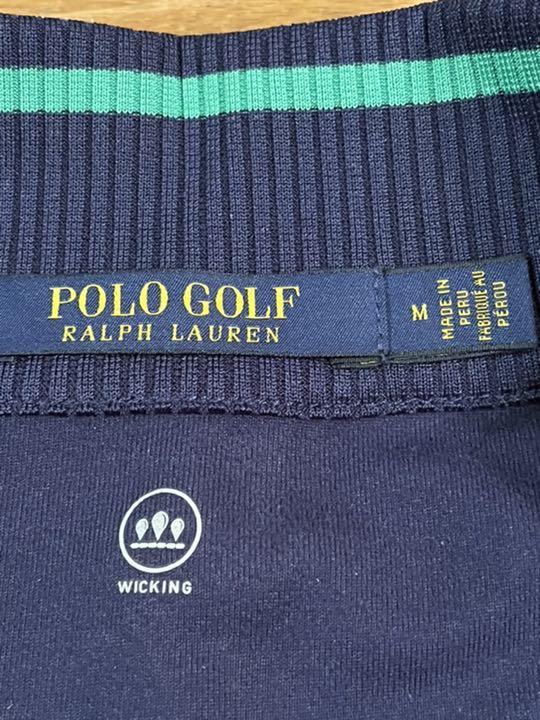 POLO GOLF
RALPH LAUREN
M
MADE IN
PERU
FABRIQUÉ AU
PÉROU
WICKING